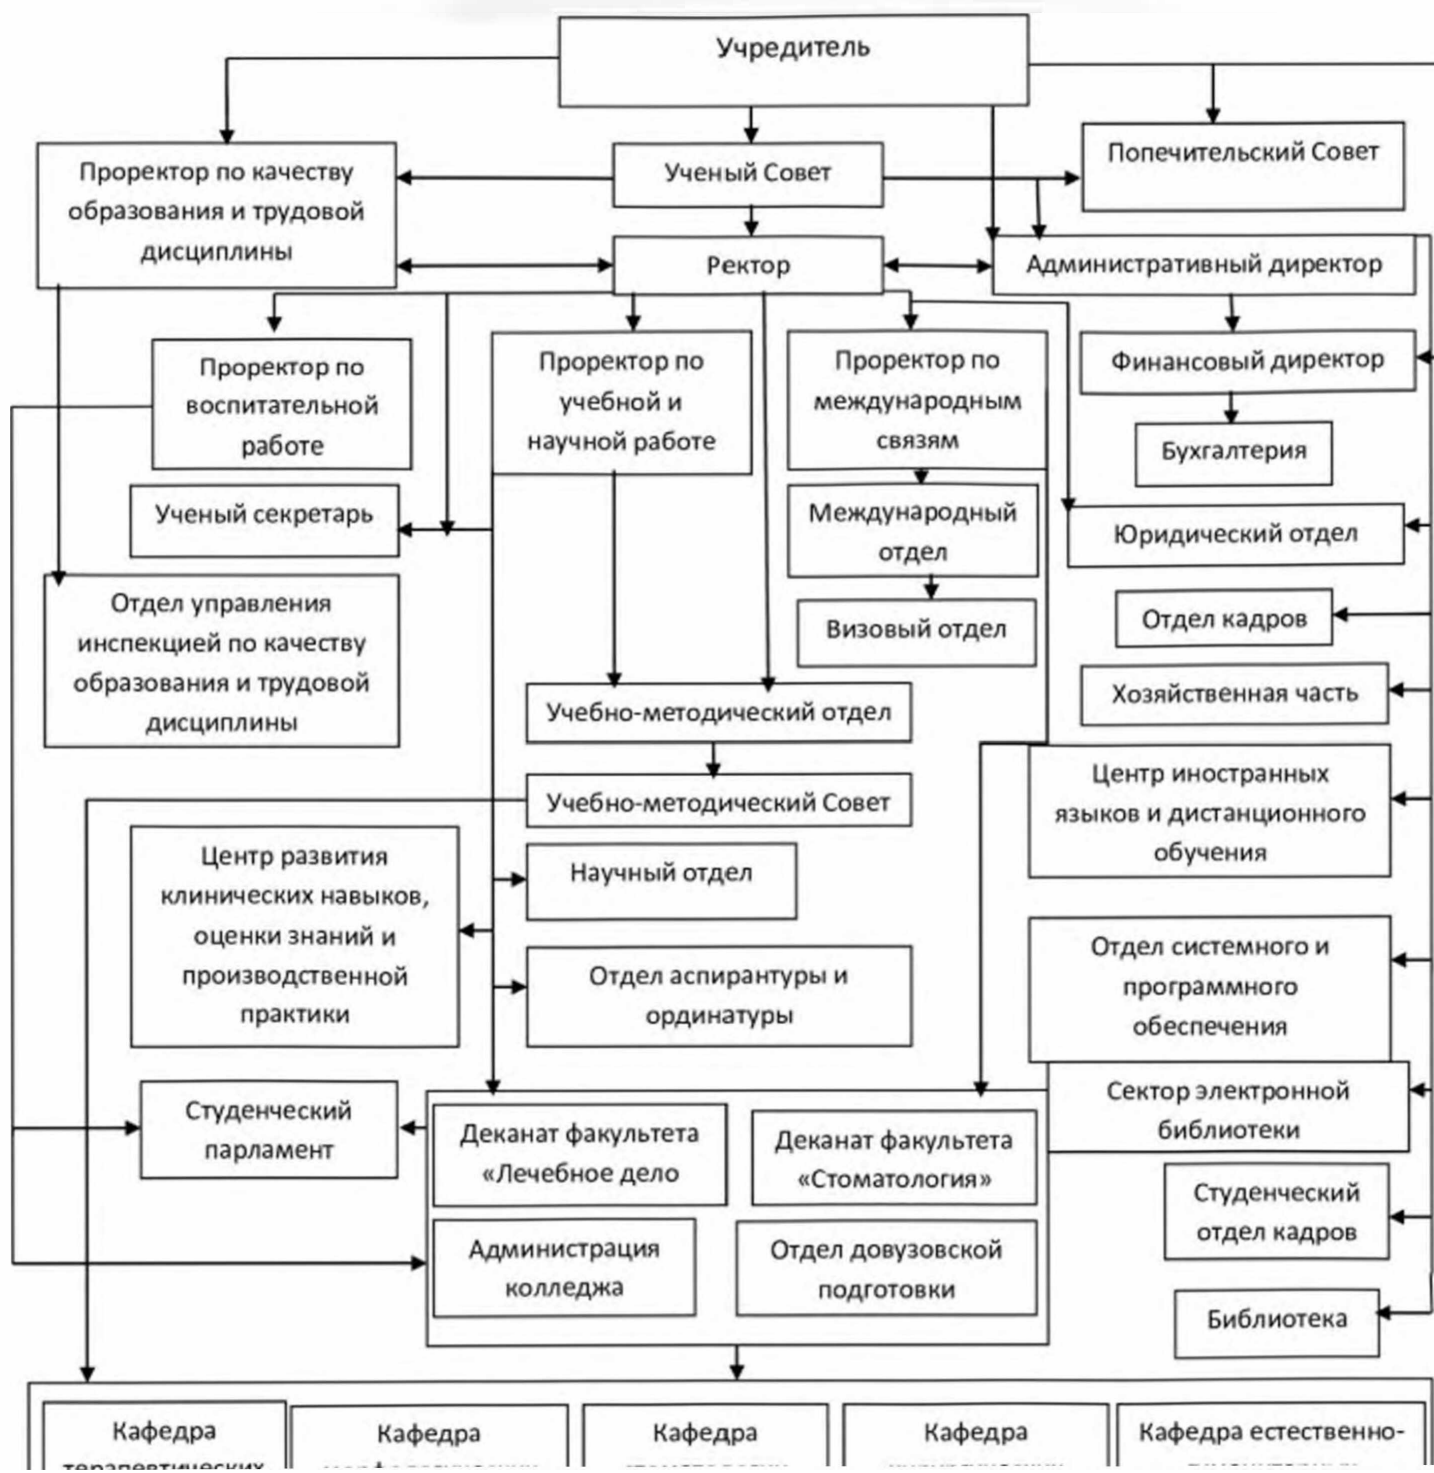 Учредитель
Проректор по качеству
образования и трудовой
дисциплины
Ученый Совет
Попечительский Совет
Ректор
Административный директор
Проректор по
воспитательной
работе
Проректор по
учебной и
научной работе
Проректор по
международным
связям
Финансовый директор
Бухгалтерия
Ученый секретарь
Международный
отдел
Юридический отдел
Отдел управления
инспекцией по качеству
образования и трудовой
дисциплины
Визовый отдел
Отдел кадров
Хозяйственная часть
Учебно-методический отдел
Учебно-методический Совет
Центр иностранных
языков и дистанционного
обучения
Центр развития
клинических навыков,
оценки знаний и
производственной
практики
Научный отдел
Отдел аспирантуры и
ординатуры
Отдел системного и
программного
обеспечения
Сектор электронной
библиотеки
Студенческий
парламент
Деканат факультета
«Лечебное дело
Деканат факультета
«Стоматология»
Студенческий
отдел кадров
Администрация
колледжа
Отдел довузовской
подготовки
Библиотека
Кафедра
терапевтических
Кафедра
Кафедра
Кафедра
Кафедра естественно-